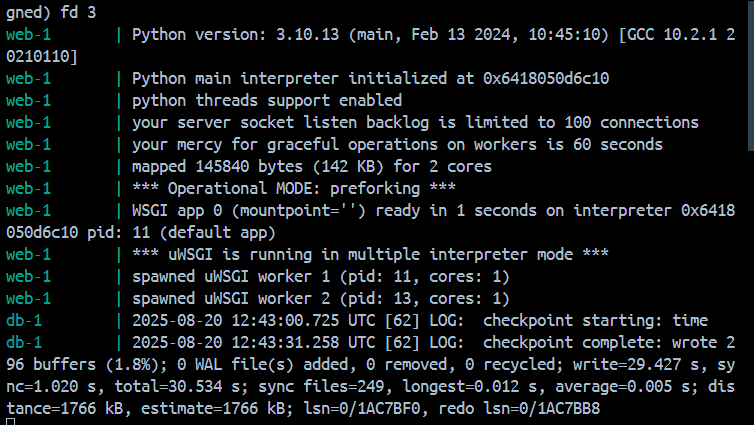 gned) fd 3
web-1       | Python version: 3.10.13 (main, Feb 13 2024, 10:45:10) [GCC 10.2.1 2
0210110]
web-1       | Python main interpreter initialized at 0x6418050d6c10
web-1       | python threads support enabled
web-1       | your server socket listen backlog is limited to 100 connections
web-1       | your mercy for graceful operations on workers is 60 seconds
web-1       | mapped 145840 bytes (142 KB) for 2 cores
web-1       | *** Operational MODE: preforking ***
web-1       | WSGI app 0 (mountpoint='') ready in 1 seconds on interpreter 0x6418
050d6c10 pid: 11 (default app)
web-1       | *** uWSGI is running in multiple interpreter mode ***
web-1       | spawned uWSGI worker 1 (pid: 11, cores: 1)
web-1       | spawned uWSGI worker 2 (pid: 13, cores: 1)
db-1        | 2025-08-20 12:43:00.725 UTC [62] LOG:  checkpoint starting: time
db-1        | 2025-08-20 12:43:31.258 UTC [62] LOG:  checkpoint complete: wrote 2
96 buffers (1.8%); 0 WAL file(s) added, 0 removed, 0 recycled; write=29.427 s, sy
nc=1.020 s, total=30.534 s; sync files=249, longest=0.012 s, average=0.005 s; dis
tance=1766 kB, estimate=1766 kB; lsn=0/1AC7BF0, redo lsn=0/1AC7BB8